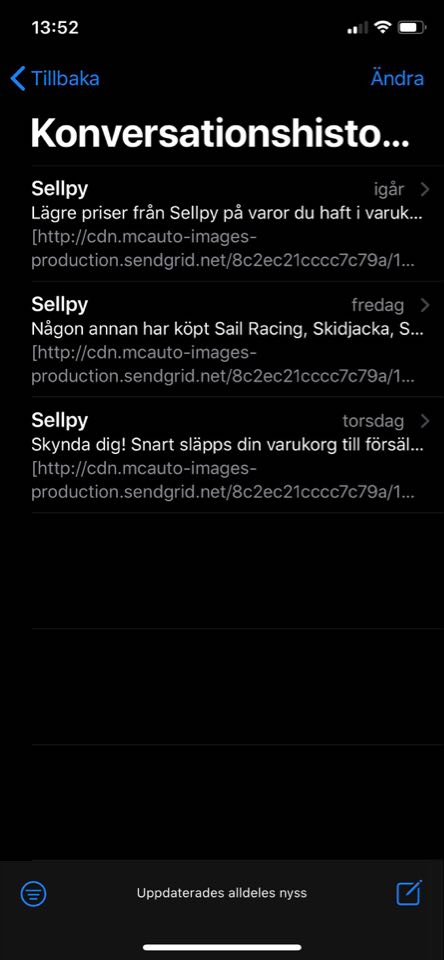 13:52
Tillbaka
Ändra
Konversationshisto...
Sellpy
igår
Lägre priser från Sellpy på varor du haft i varuk...
[http://cdn.mcauto-images-
production.sendgrid.net/8c2ec21cccc7c79a/1...
Sellpy
fredag
Någon annan har köpt Sail Racing, Skidjacka, S...
[http://cdn.mcauto-images-
production.sendgrid.net/8c2ec21cccc7c79a/1...
Sellpy
torsdag
Skynda dig! Snart släpps din varukorg till försäl...
[http://cdn.mcauto-images-
production.sendgrid.net/8c2ec21cccc7c79a/1...
Uppdaterades alldeles nyss